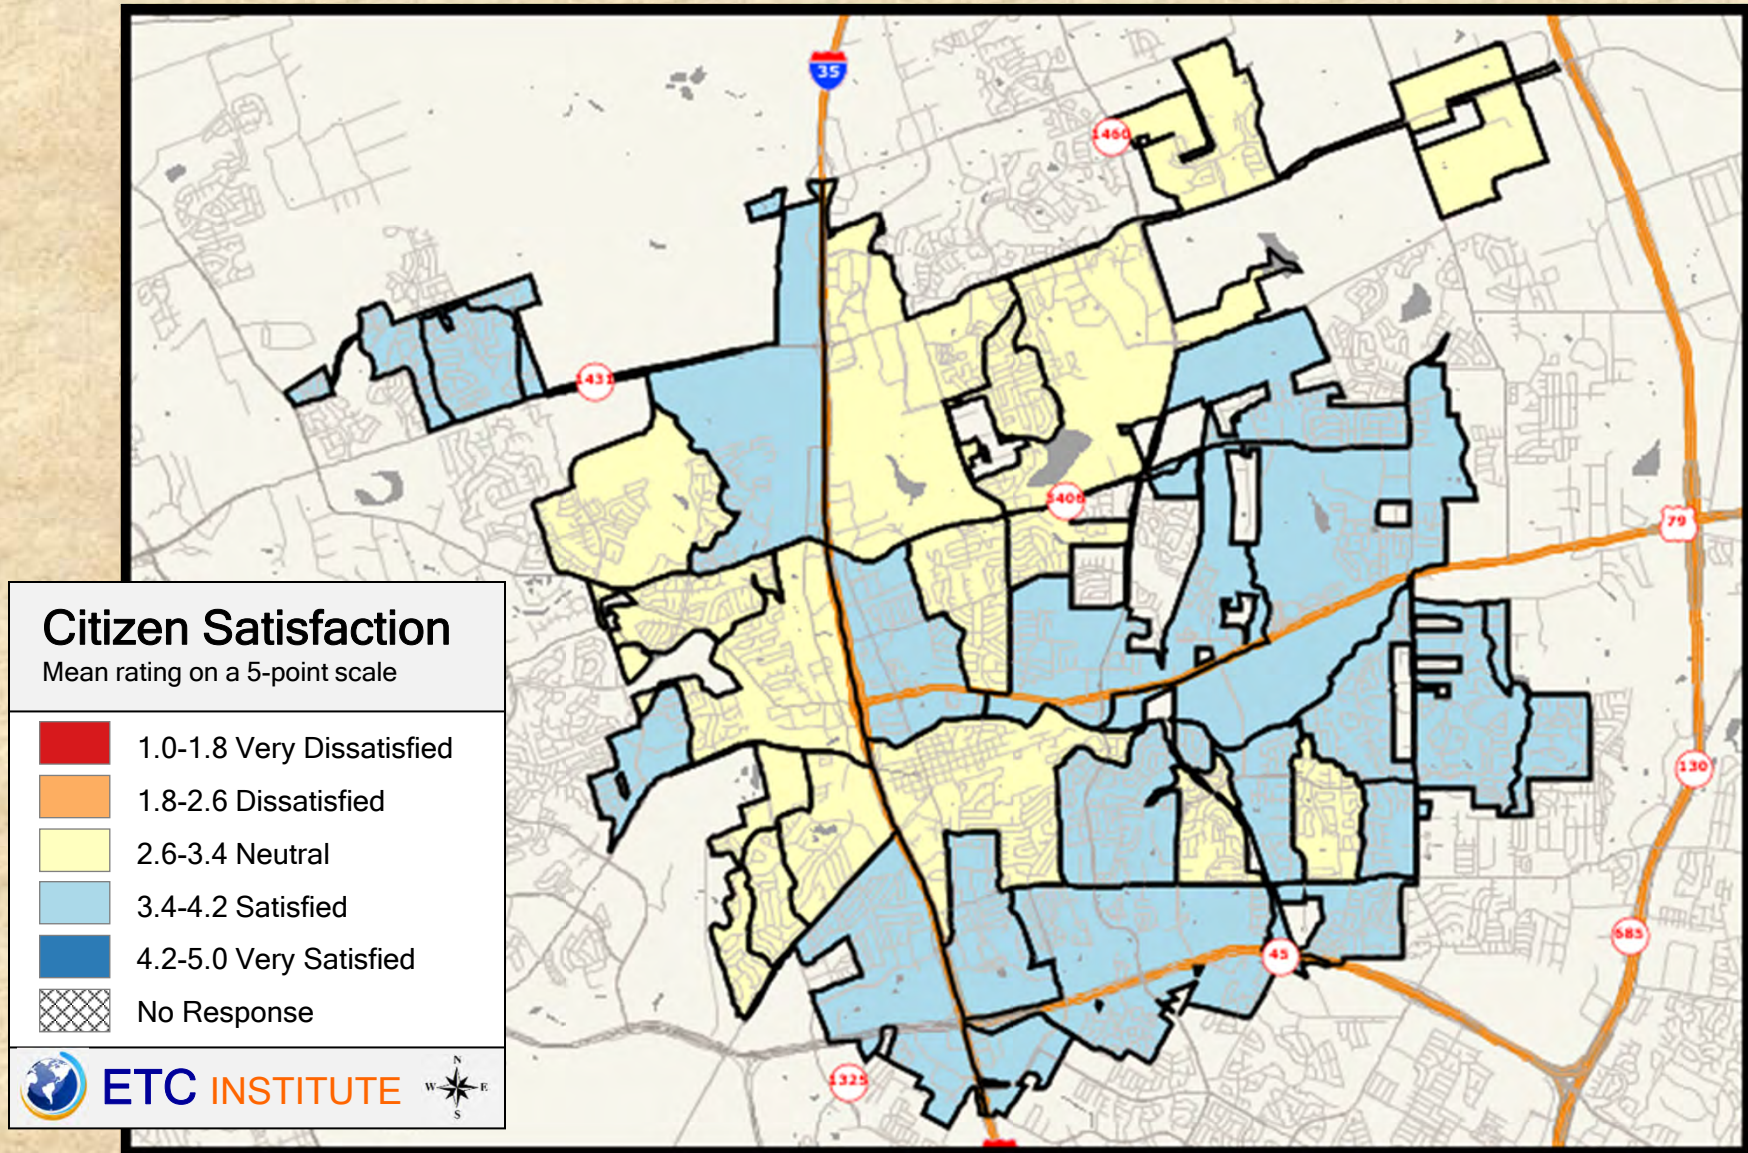 35
1460
1431
3406
79
130
685
45
1325
Citizen Satisfaction
Mean rating on a 5-point scale
1.0-1.8 Very Dissatisfied
1.8-2.6 Dissatisfied
2.6-3.4 Neutral
3.4-4.2 Satisfied
4.2-5.0 Very Satisfied
No Response
ETC INSTITUTE
N
W E
S